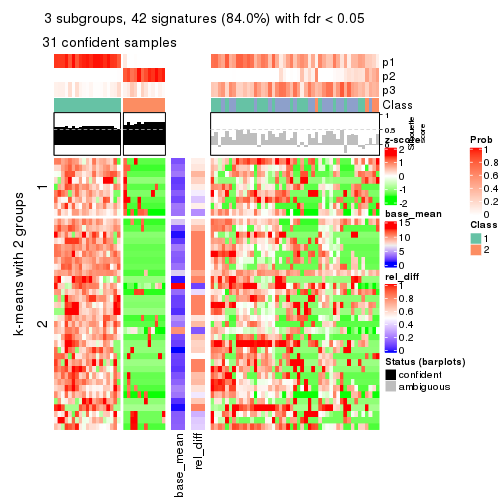 3 subgroups, 42 signatures (84.0%) with fdr < 0.05
31 confident samples
p1
p2
p3
Class
1
0.5
0
Silhouette
score
k-means with 2 groups
1
2
base_mean
rel_diff
z-score
2
1
0
-1
-2
base_mean
15
10
5
0
rel_diff
1
0.8
0.6
0.4
0.2
0
Status (barplots)
confident
ambiguous
Prob
1
0.8
0.6
0.4
0.2
0
Class
1
2